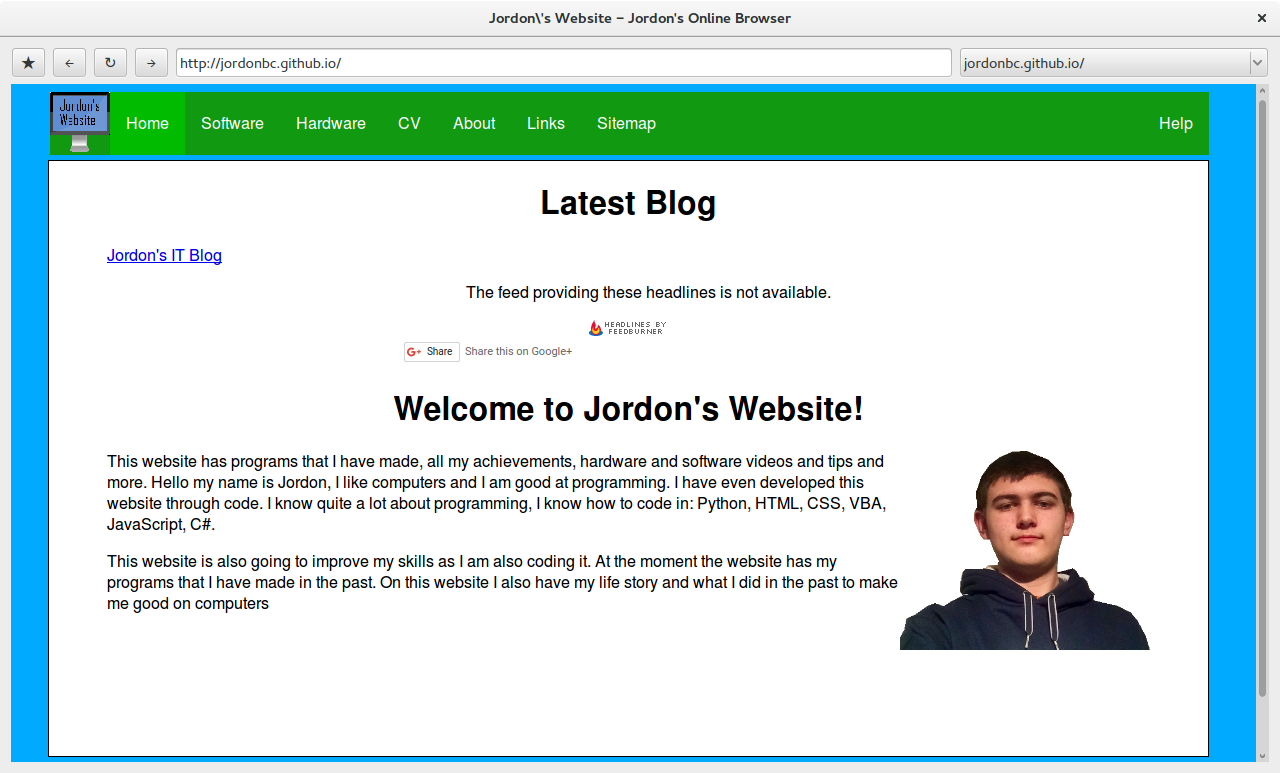 Jordon\'s Website – Jordon's Online Browser
http://jordonbc.github.io/
jordonbc.github.io/
Jordon's
Website
Home Software Hardware CV About Links Sitemap Help
Latest Blog
Jordon's IT Blog
The feed providing these headlines is not available.
HEADLINES BY
FEEDBURNER
G+ Share Share this on Google+
Welcome to Jordon's Website!
This website has programs that I have made, all my achievements, hardware and software videos and tips and
more. Hello my name is Jordon, I like computers and I am good at programming. I have even developed this
website through code. I know quite a lot about programming, I know how to code in: Python, HTML, CSS, VBA,
JavaScript, C#.
This website is also going to improve my skills as I am also coding it. At the moment the website has my
programs that I have made in the past. On this website I also have my life story and what I did in the past to make
me good on computers